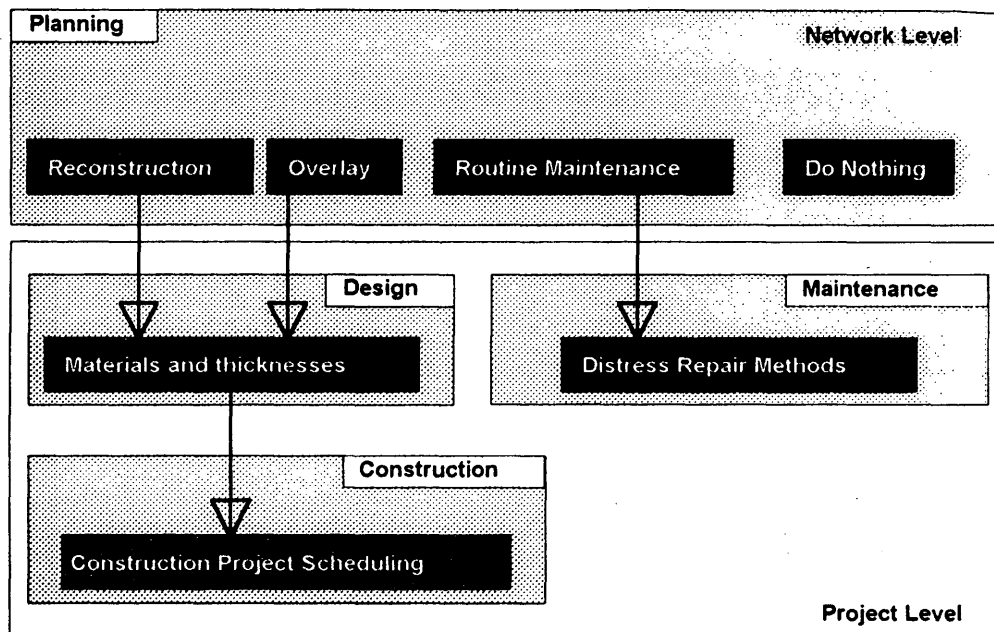 Planning
Network Level
Reconstruction
Overlay
Routine Maintenance
Do Nothing
Design
Maintenance
Materials and thicknesses
Distress Repair Methods
Construction
Construction Project Scheduling
Project Level